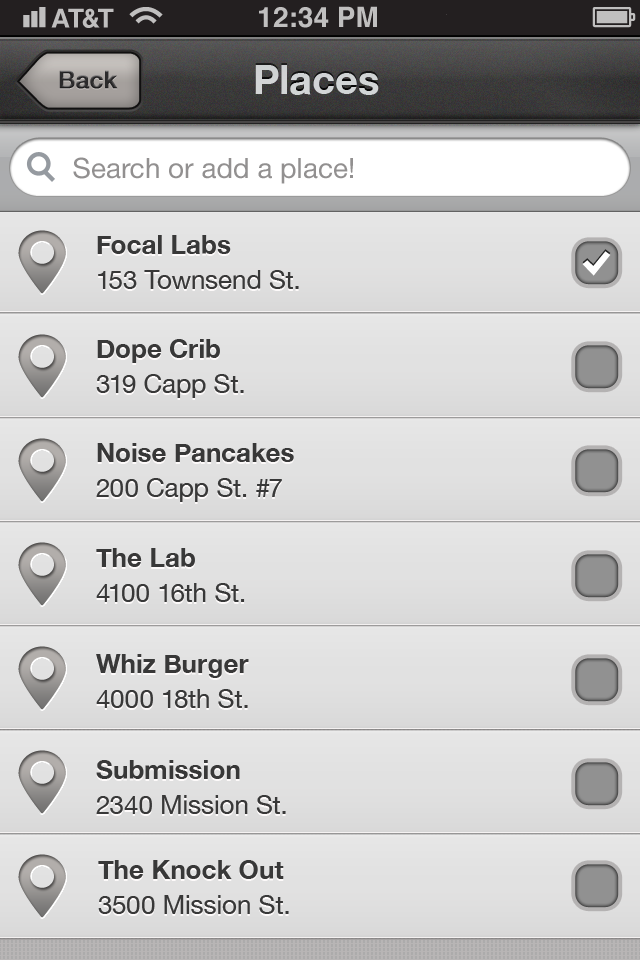 AT&T 12:34 PM
Back Places
Search or add a place!
Focal Labs
153 Townsend St.
Dope Crib
319 Capp St.
Noise Pancakes
200 Capp St. #7
The Lab
4100 16th St.
Whiz Burger
4000 18th St.
Submission
2340 Mission St.
The Knock Out
3500 Mission St.